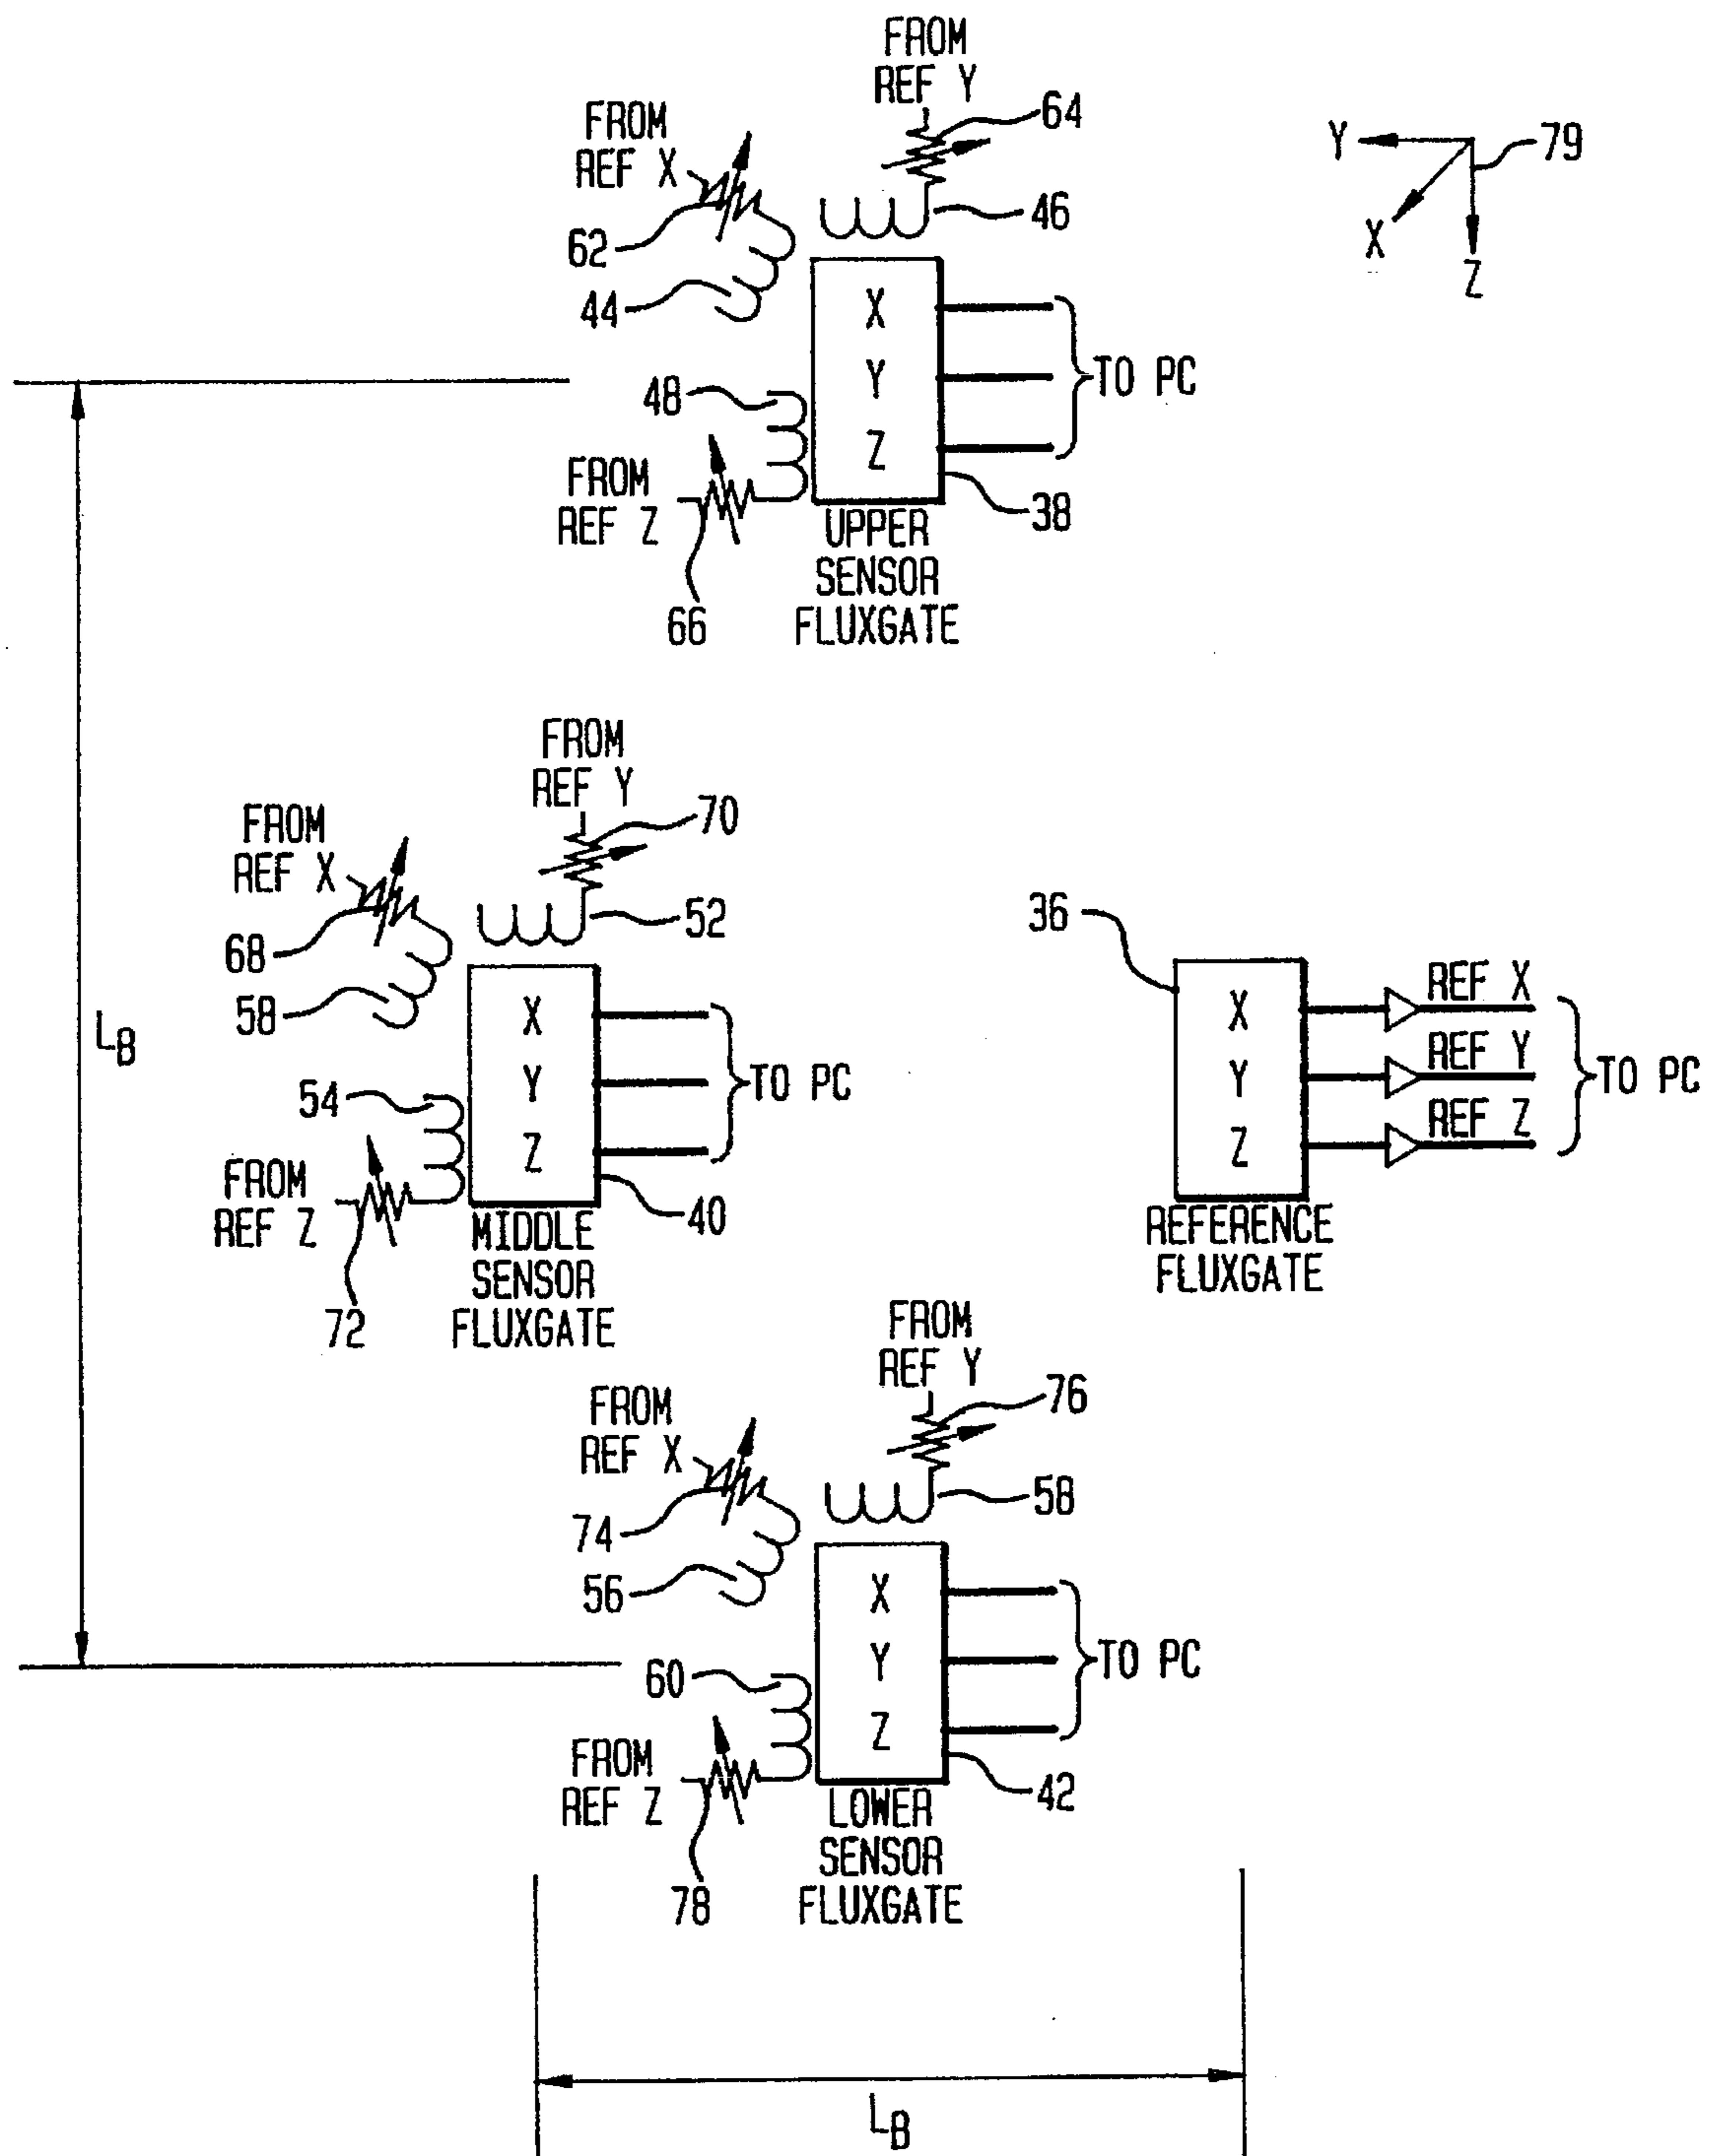 FROM
REF Y
64
FROM
REF X
62
44
46
Y
79
X
Z
X
Y
Z
TO PC
48
FROM
REF Z
66
38
UPPER
SENSOR
FLUXGATE
LB
FROM
REF Y
70
FROM
REF X
68
58
52
X
Y
Z
TO PC
54
FROM
REF Z
72
40
MIDDLE
SENSOR
FLUXGATE
36
X
Y
Z
REF X
REF Y
REF Z
TO PC
REFERENCE
FLUXGATE
FROM
REF Y
76
FROM
REF X
74
56
58
X
Y
Z
TO PC
60
FROM
REF Z
78
42
LOWER
SENSOR
FLUXGATE
LB